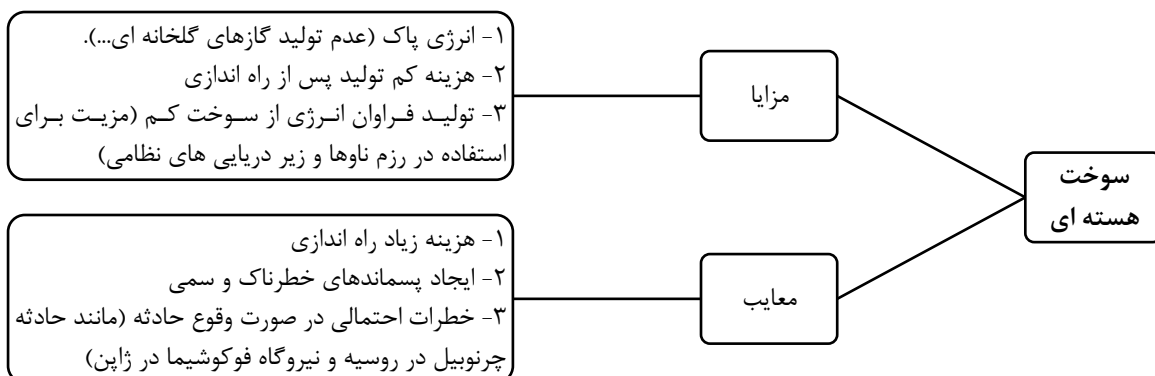 سوخت
هسته ای
مزایا
۱- انرژی پاک (عدم تولید گازهای گلخانه ای...).
۲- هزینه کم تولید پس از راه اندازی
۳- تولید فراوان انرژی از سوخت کم (مزیت برای
استفاده در رزم ناوها و زیر دریایی های نظامی)
معایب
۱- هزینه زیاد راه اندازی
۲- ایجاد پسماندهای خطرناک و سمی
۳- خطرات احتمالی در صورت وقوع حادثه (مانند حادثه
چرنوبیل در روسیه و نیروگاه فوکوشیما در ژاپن)